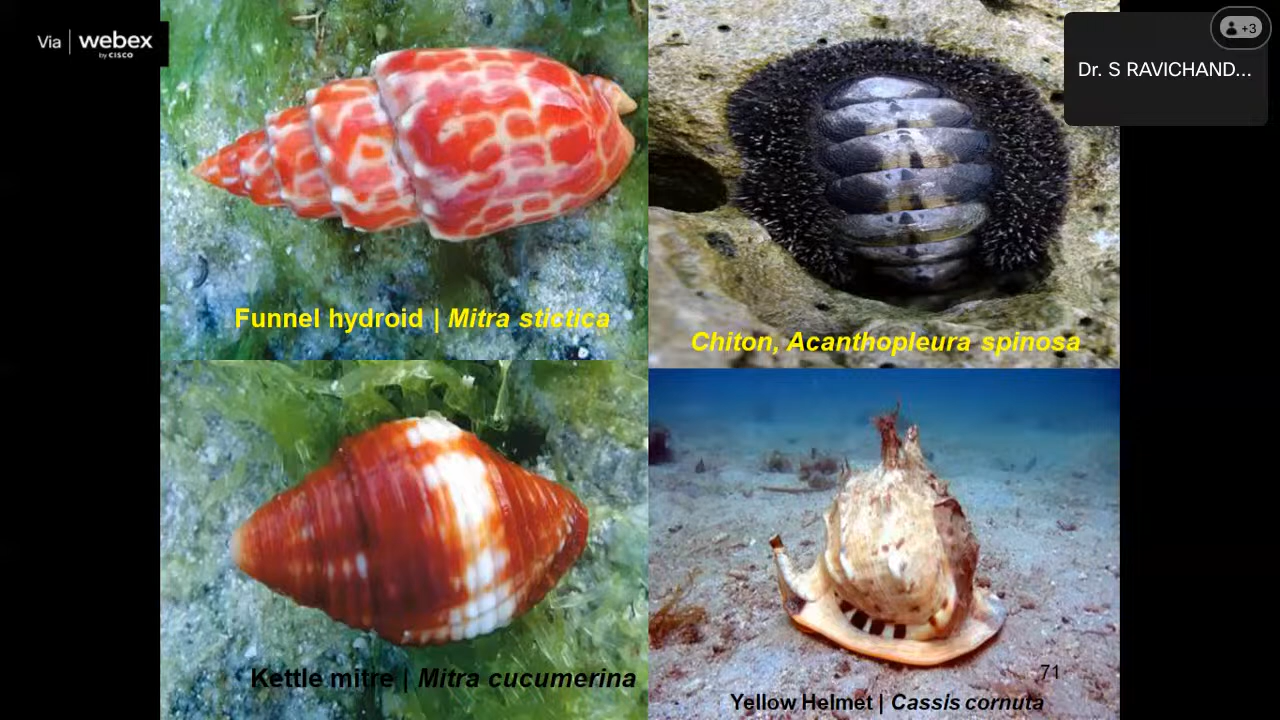 Via | webex
by CISCO
+3
Dr. S RAVICHAND...
Funnel hydroid | Mitra stictica
Chiton, Acanthopleura spinosa
Kettle mitre | Mitra cucumerina
71
Yellow Helmet | Cassis cornuta